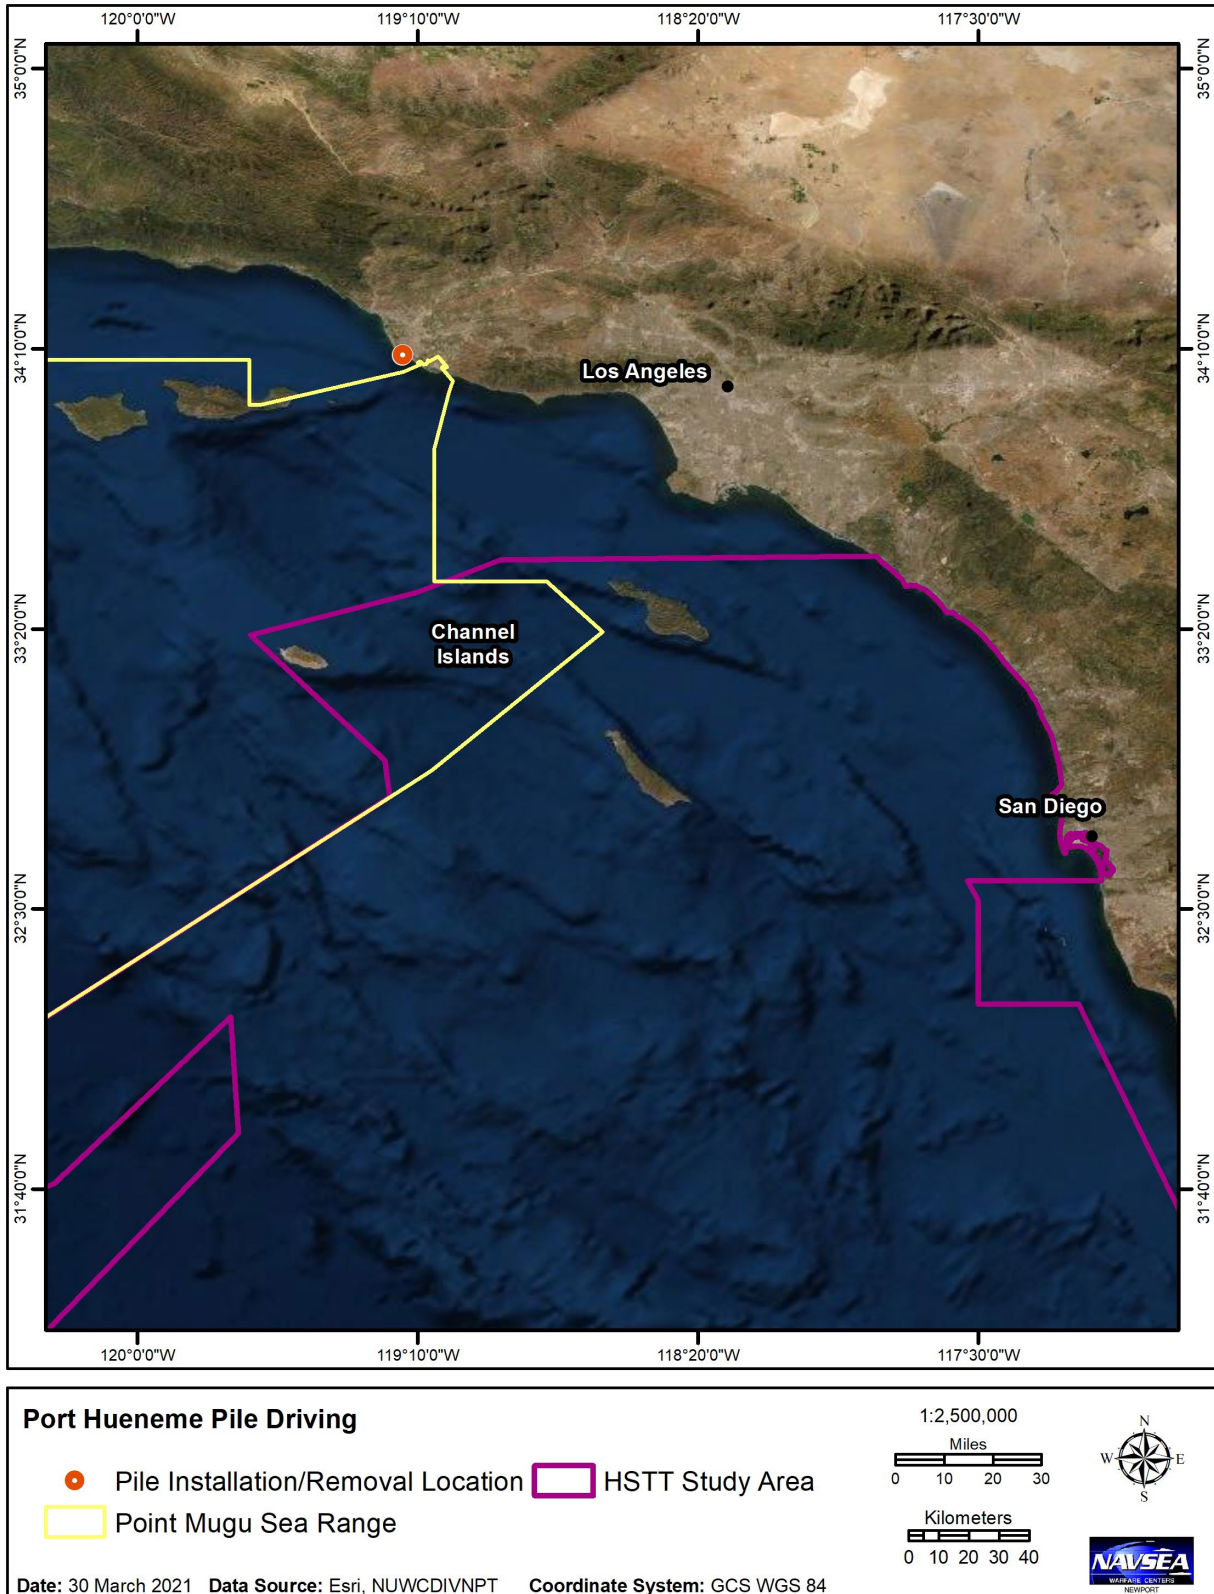 120°0'0"W 119°10'0"W 118°20'0"W 117°30'0"W
35°0'0"N
35°0'0"N
34°10'0"N
34°10'0"N
Los Angeles
33°20'0"N
33°20'0"N
Channel
Islands
San Diego
32°30'0"N
32°30'0"N
31°40'0"N
31°40'0"N
120°0'0"W 119°10'0"W 118°20'0"W 117°30'0"W
Port Hueneme Pile Driving
Pile Installation/Removal Location
HSTT Study Area
Point Mugu Sea Range
1:2,500,000
Miles
0 10 20 30
Kilometers
0 10 20 30 40
N
W E
S
NAVSEA
WARFARE CENTERS
NEWPORT
Date: 30 March 2021 Data Source: Esri, NUWCDIVNPT Coordinate System: GCS WGS 84